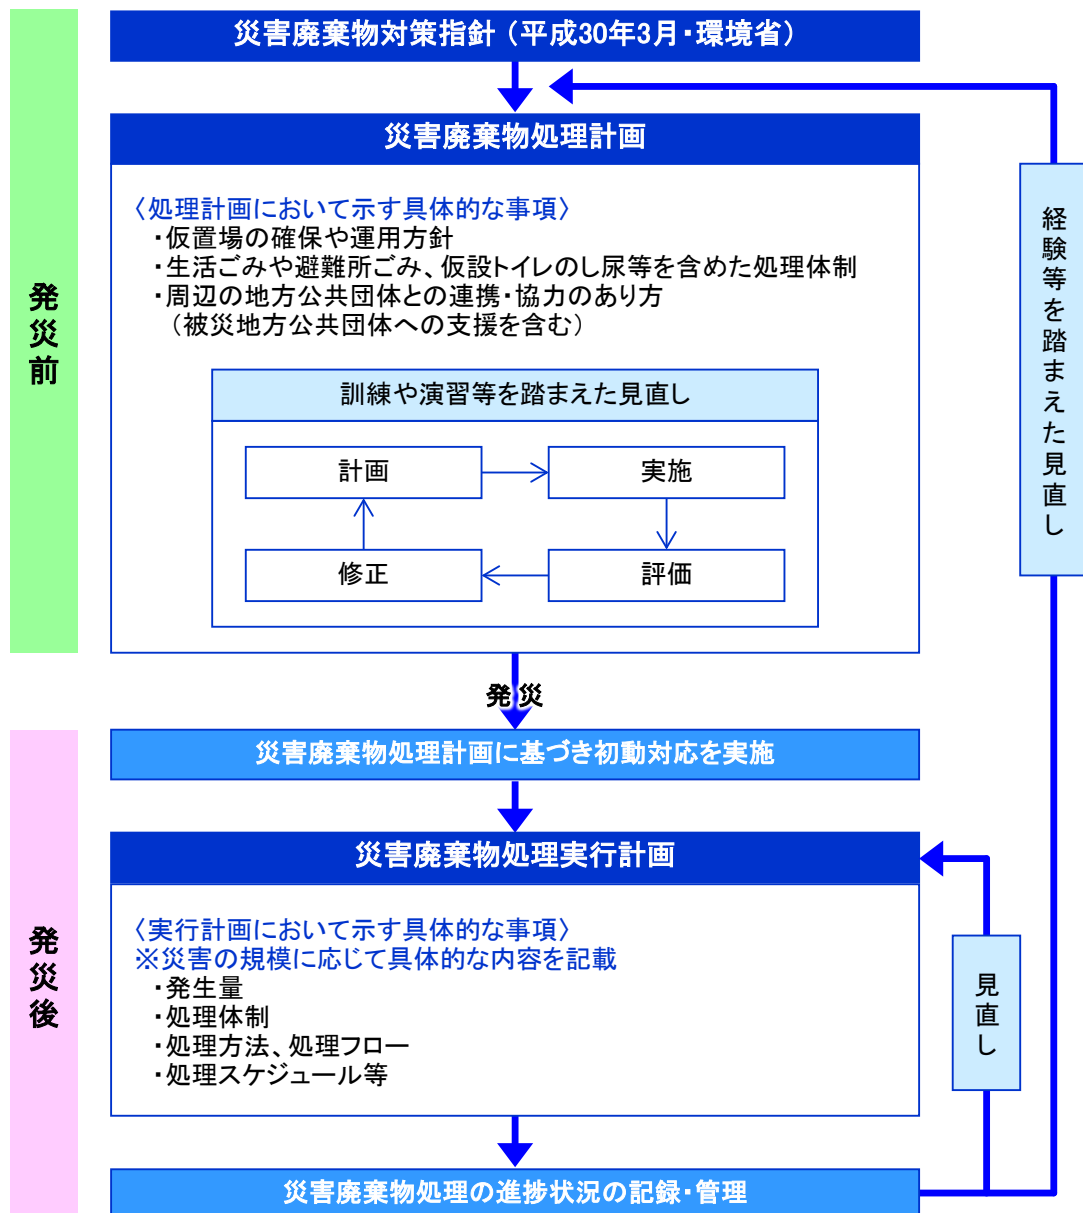 災害廃棄物対策指針（平成30年3月・環境省）
発災前
災害廃棄物処理計画
〈処理計画において示す具体的な事項〉
・仮置場の確保や運用方針
・生活ごみや避難所ごみ、仮設トイレのし尿等を含めた処理体制
・周辺の地方公共団体との連携・協力のあり方
（被災地方公共団体への支援を含む）
訓練や演習等を踏まえた見直し
計画
実施
修正
評価
経験等を踏まえた見直し
発災
発災後
災害廃棄物処理計画に基づき初動対応を実施
災害廃棄物処理実行計画
〈実行計画において示す具体的な事項〉
※災害の規模に応じて具体的な内容を記載
・発生量
・処理体制
・処理方法、処理フロー
・処理スケジュール等
見直し
災害廃棄物処理の進捗状況の記録・管理